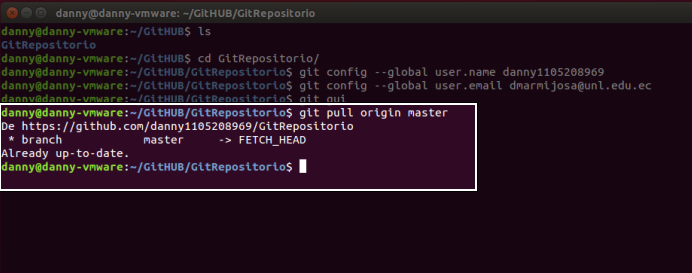 danny@danny-vmware: ~/GitHUB/GitRepositorio
danny@danny-vmware:~/GitHUB$ ls
GitRepositorio
danny@danny-vmware:~/GitHUB$ cd GitRepositorio/
danny@danny-vmware:~/GitHUB/GitRepositorio$ git config --global user.name danny1105208969
danny@danny-vmware:~/GitHUB/GitRepositorio$ git config --global user.email dmarmijosa@unl.edu.ec
danny@danny-vmware:~/GitHUB/GitRepositorio$ git gui
danny@danny-vmware:~/GitHUB/GitRepositorio$ git pull origin master
De https://github.com/danny1105208969/GitRepositorio
 * branch            master     -> FETCH_HEAD
Already up-to-date.
danny@danny-vmware:~/GitHUB/GitRepositorio$